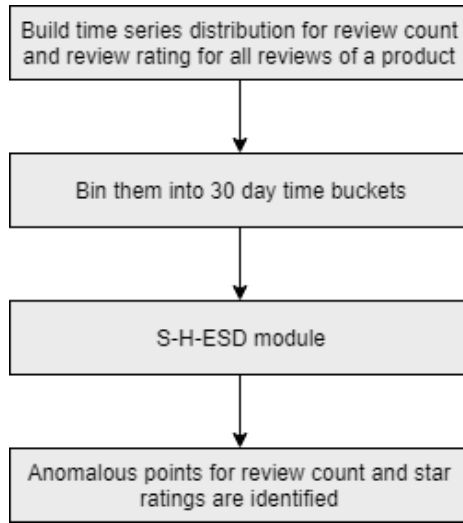 Build time series distribution for review count
and review rating for all reviews of a product
Bin them into 30 day time buckets
S-H-ESD module
Anomalous points for review count and star
ratings are identified